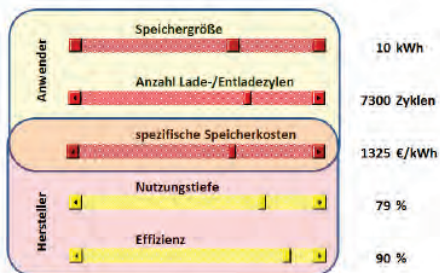 Anwender
Speichergröße
10 kWh
Anzahl Lade-/Entladezylen
7300 Zyklen
spezifische Speicherkosten
1325 €/kWh
Hersteller
Nutzungstiefe
79 %
Effizienz
90 %